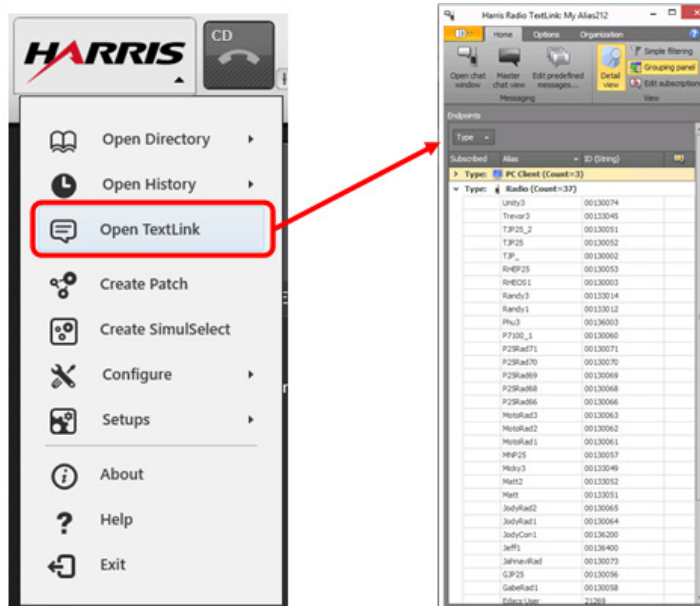 HARRIS
CD
Open Directory
Open History
Open TextLink
Create Patch
Create SimulSelect
Configure
Setups
About
Help
Exit
Harris Radio TextLink: My Alias212
Home Options Organization
Open chat window
Master chat view
Edit predefined messages...
Detail view
Simple filtering
Grouping panel
Edit subscription
Messaging View
Endpoints
Type
Subscribed Alias ID (String)
Type: PC Client (Count=3)
Type: Radio (Count=37)
Unity3 00130074
Trevor3 00133045
TJP25_2 00130051
TJP25 00130052
TJP_ 00130002
RHEP25 00130053
RHEOS1 00130003
Randy3 00133014
Randy1 00133012
Phu3 00136003
P7100_1 00130060
P25Rad71 00130071
P25Rad70 00130070
P25Rad69 00130069
P25Rad68 00130068
P25Rad66 00130066
MotoRad3 00130063
MotoRad2 00130062
MotoRad1 00130061
MNP25 00130057
Micky3 00133049
Matt2 00133052
Matt 00133051
JodyRad2 00130065
JodyRad1 00130064
JodyCon1 00136200
Jeff1 00136400
JahnaviRad 00130073
GJP25 00130056
GabeRad1 00130058
Edacs User 21269